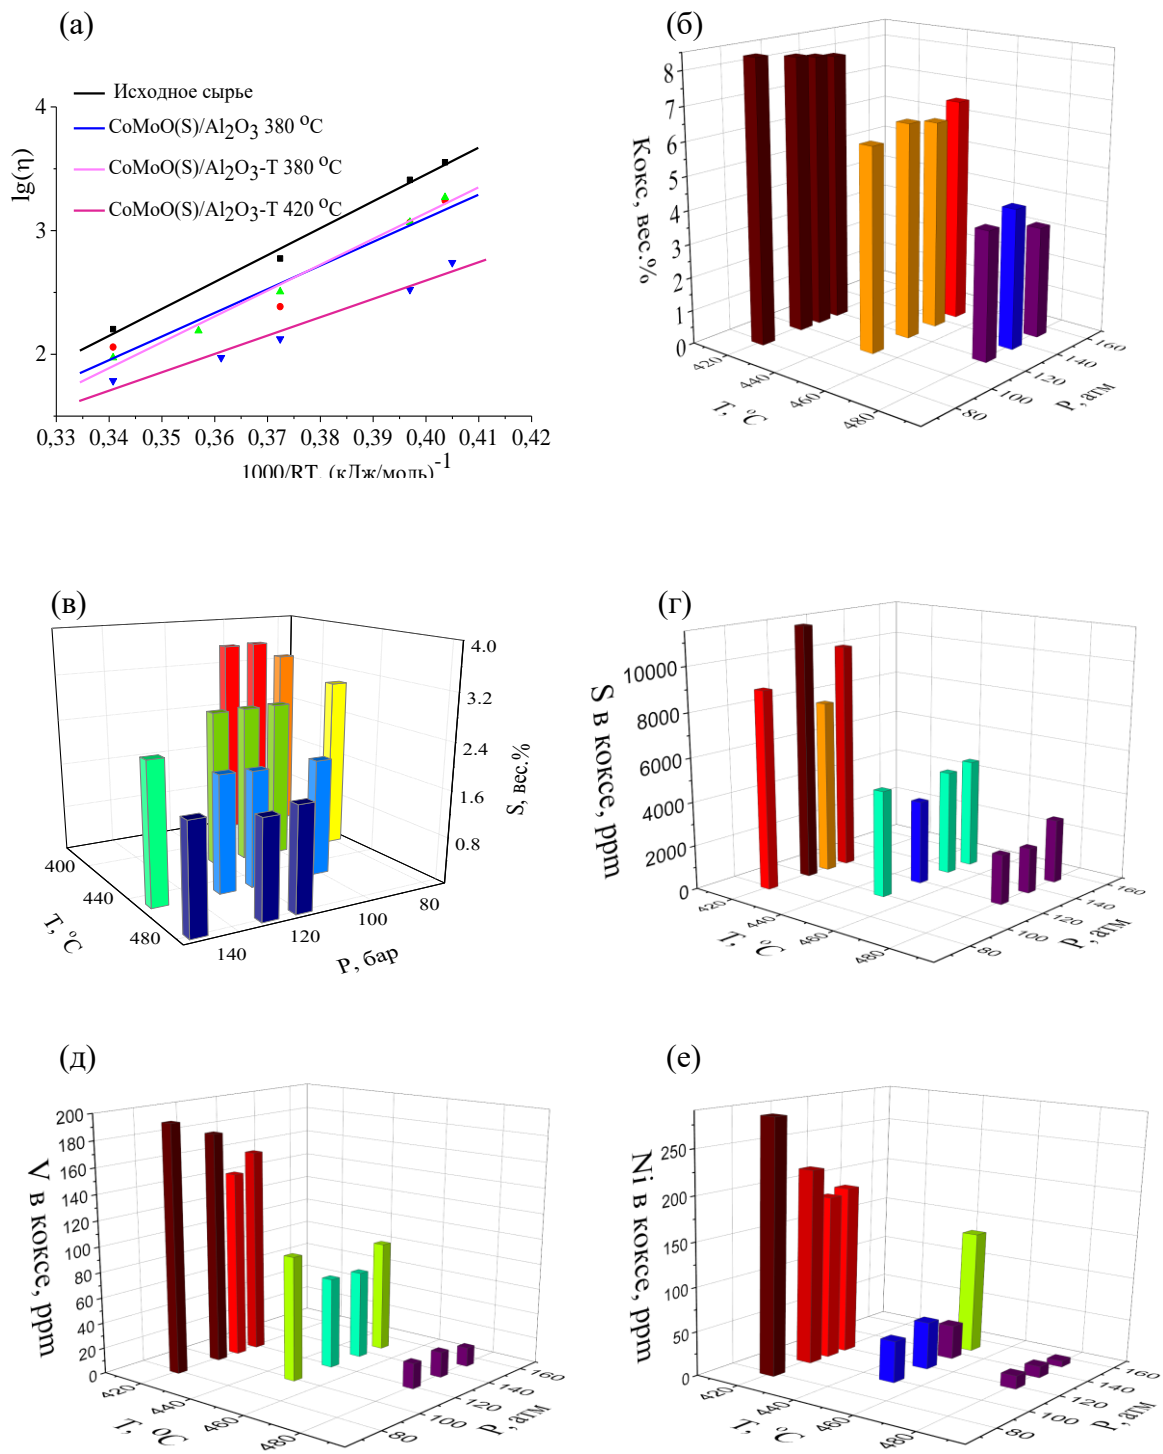 (а)
Исходное сырье
CoMoO(S)/Al2O3 380 °C
CoMoO(S)/Al2O3-T 380 °C
CoMoO(S)/Al2O3-T 420 °C
lg(η)
4
3
2
0,33 0,34 0,35 0,36 0,37 0,38 0,39 0,40 0,41 0,42
1000/RT, (кДж/моль)-1
(б)
Кокс, вес.%
8
7
6
5
4
3
2
1
0
420 440 460 480
T, °C
80 100 120 140 160
P, атм
(в)
4.0
3.2
2.4
1.6
0.8
S, вес.%
400
440
480
T, °C
140 120 100 80
P, бар
(г)
S в коксе, ppm
10000
8000
6000
4000
2000
0
420 440 460 480
T, °C
80 100 120 140 160
P, атм
(д)
V в коксе, ppm
200
180
160
140
120
100
80
60
40
20
0
420 440 460 480
T, °C
80 100 120 140 160
P, атм
(е)
Ni в коксе, ppm
250
200
150
100
50
0
420 440 460 480
T, °C
80 100 120 140 160
P, атм